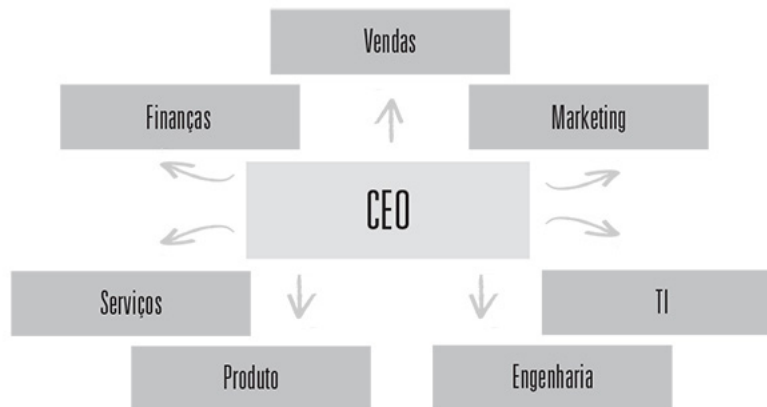 Vendas
Finanças
Marketing
CEO
Serviços
TI
Produto
Engenharia